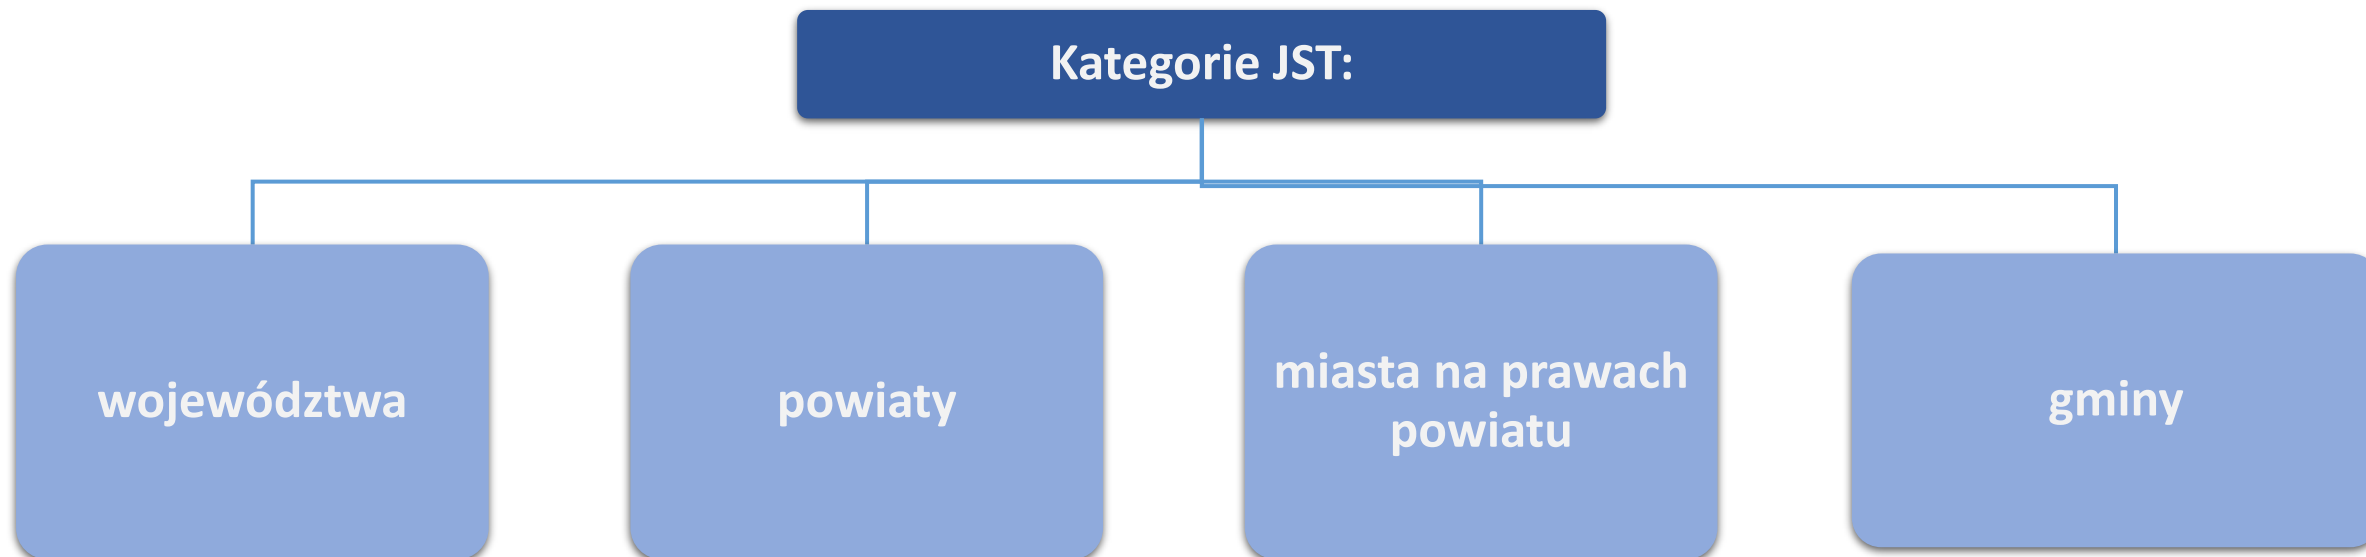 Kategorie JST:
województwa
powiaty
miasta na prawach
powiatu
gminy